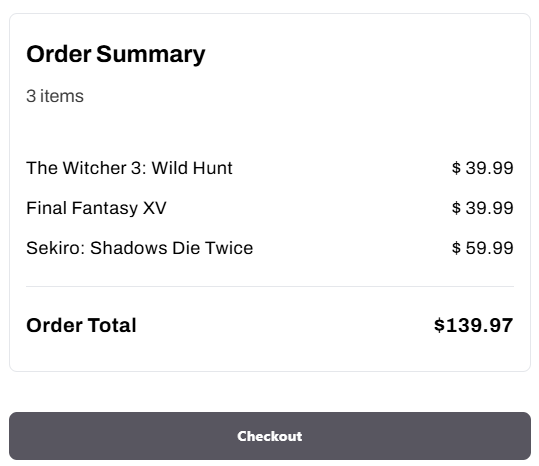 Order Summary
3 items
The Witcher 3: Wild Hunt $ 39.99
Final Fantasy XV $ 39.99
Sekiro: Shadows Die Twice $ 59.99
Order Total $139.97
Checkout